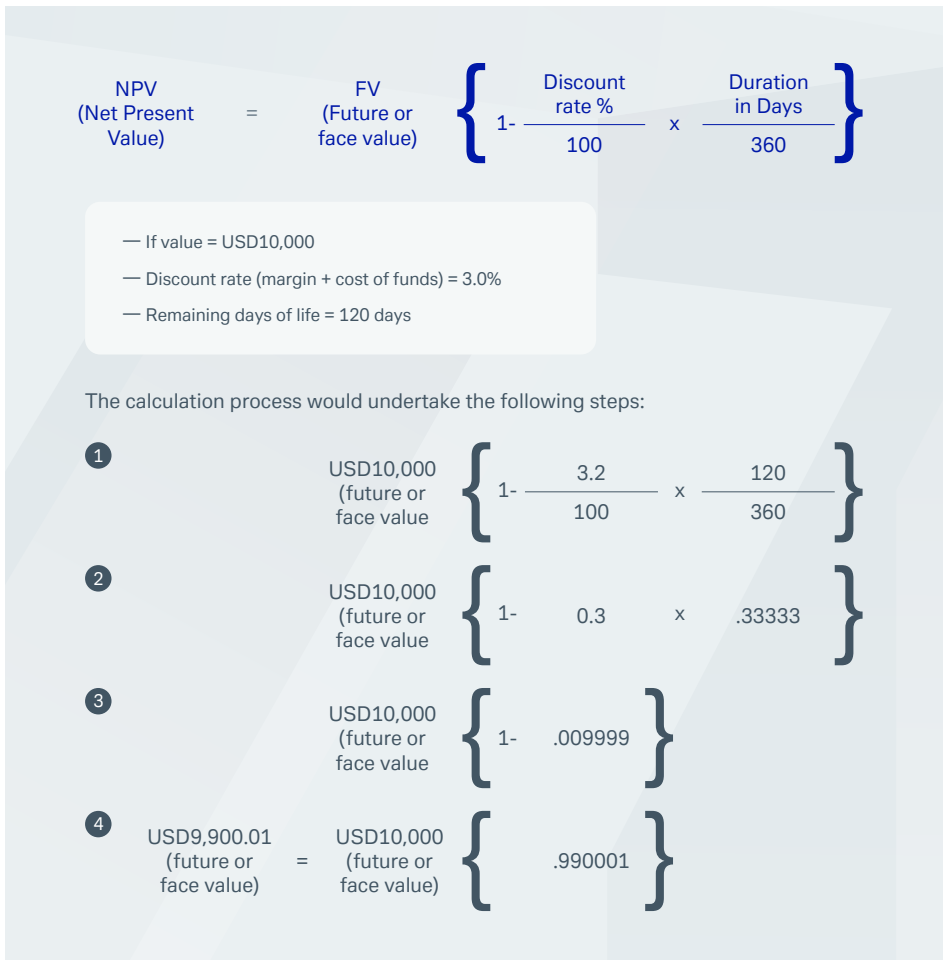 NPV
(Net Present
Value)
=
FV
(Future or
face value)
{
1-
Discount
rate %
100
x
Duration
in Days
360
}
— If value = USD10,000
— Discount rate (margin + cost of funds) = 3.0%
— Remaining days of life = 120 days
The calculation process would undertake the following steps:
1
USD10,000
(future or
face value
{
1-
3.2
100
x
120
360
}
2
USD10,000
(future or
face value
{
1-
0.3
x
.33333
}
3
USD10,000
(future or
face value
{
1-
.009999
}
4
USD9,900.01
(future or
face value)
=
USD10,000
(future or
face value)
{
.990001
}